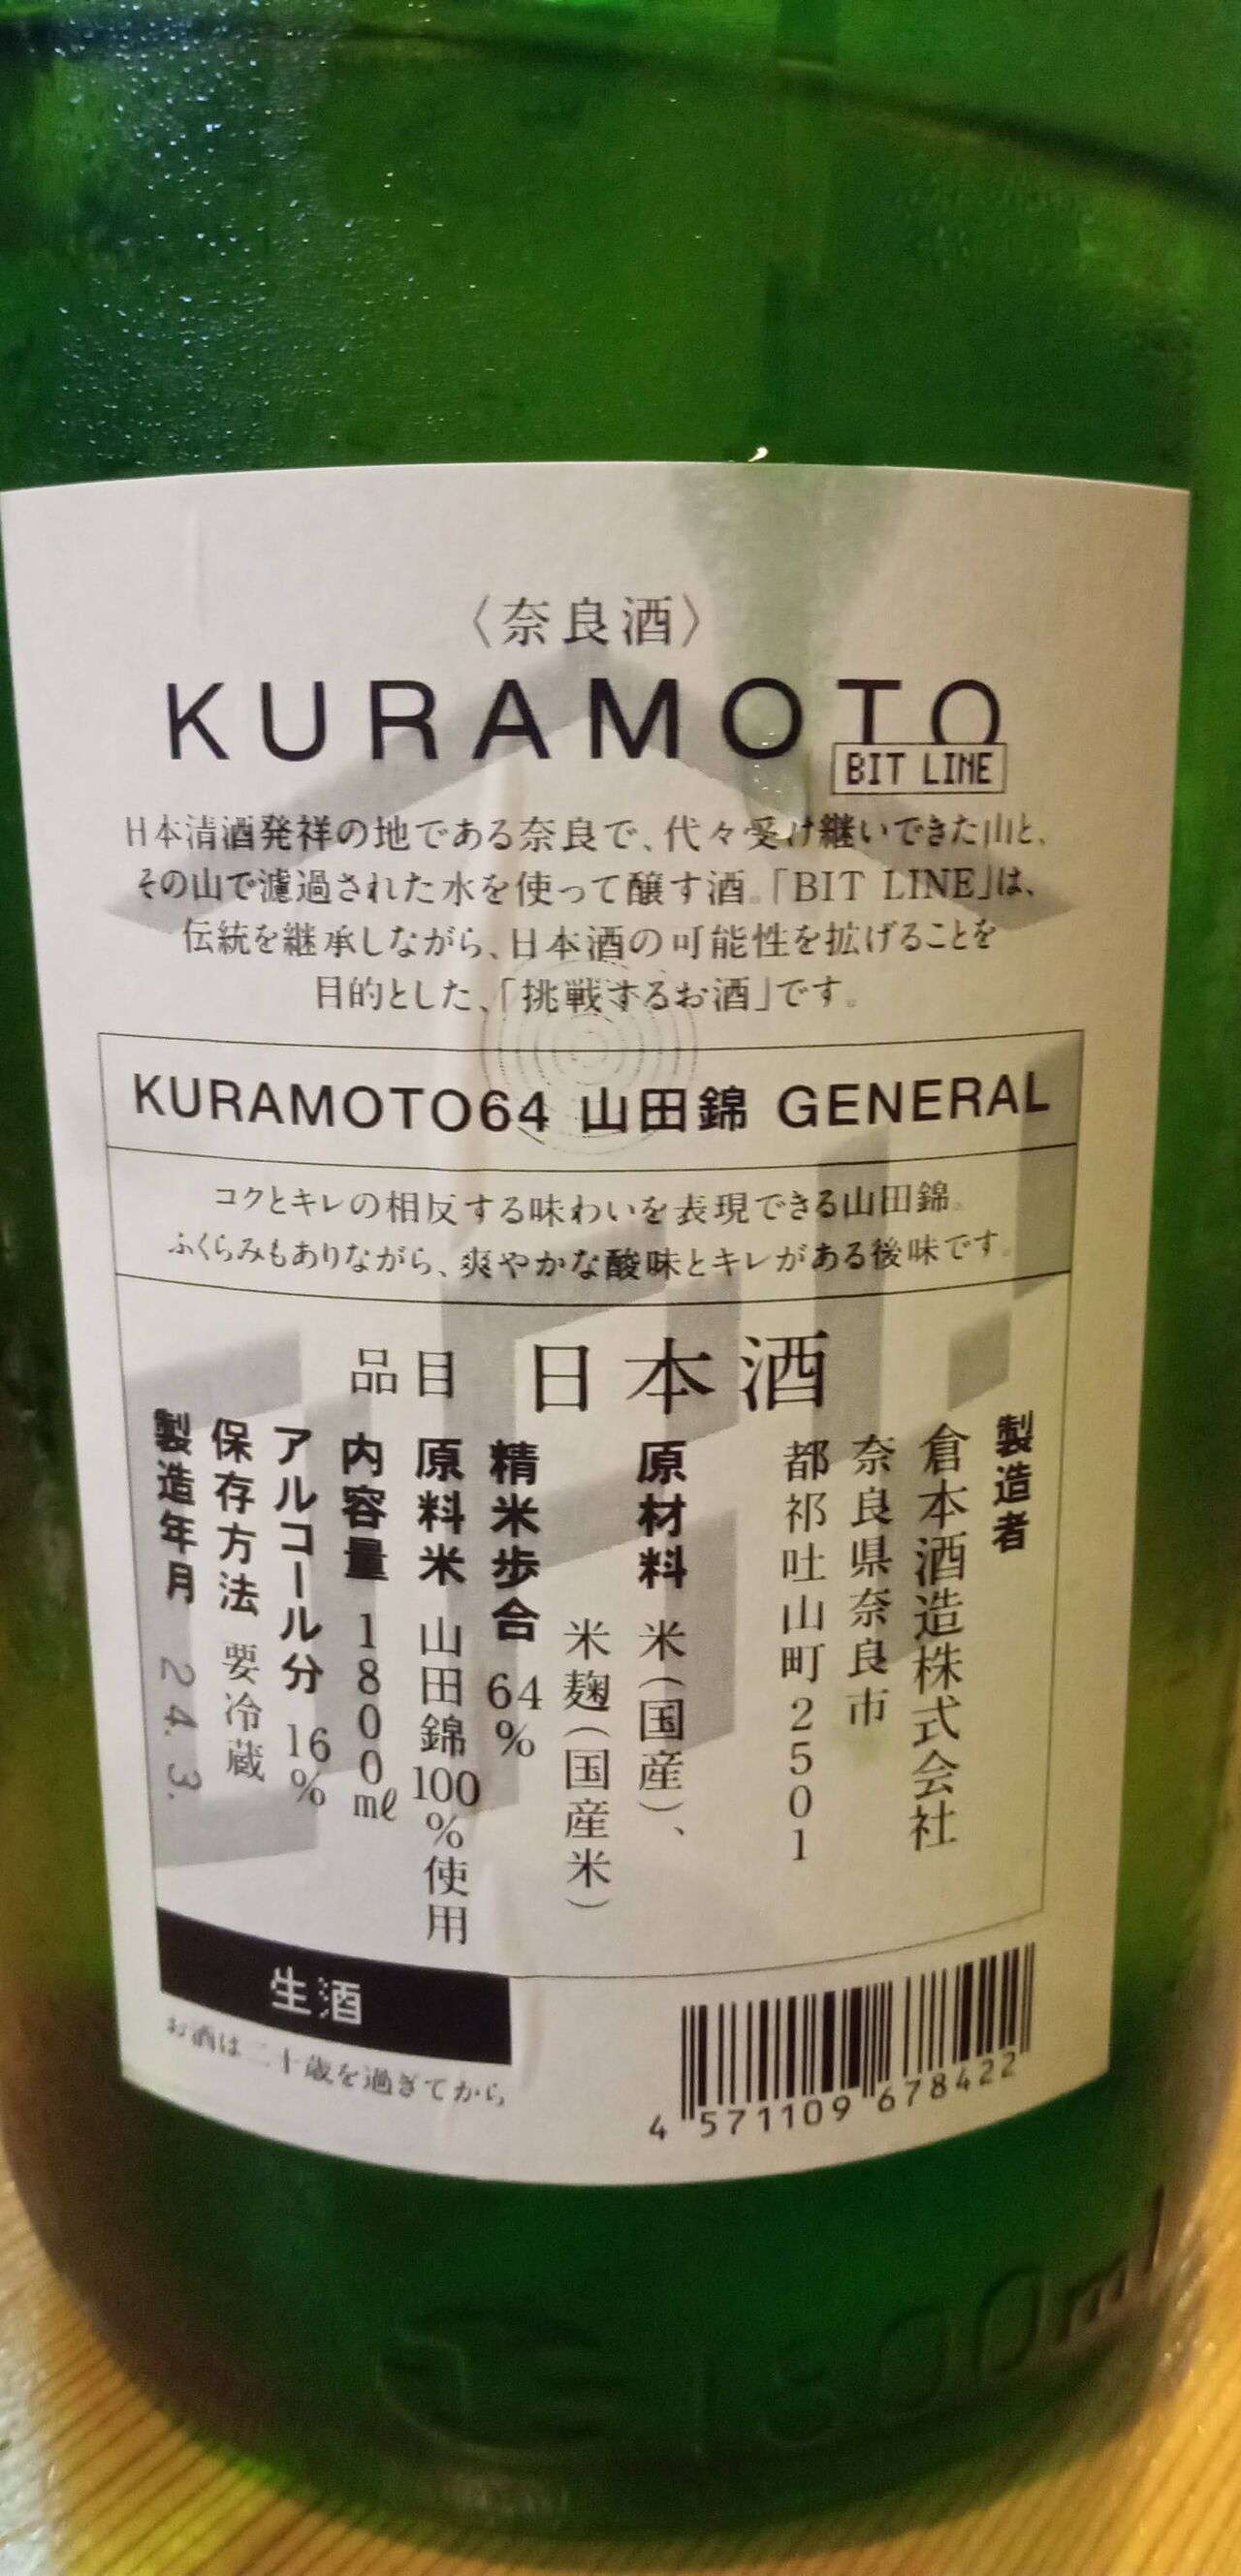 〈奈良酒〉
KURAMOTO
BIT LINE
日本清酒発祥の地である奈良で、代々受け継いできた山と、
その山で濾過された水を使って醸す酒。「BIT LINE」は、
伝統を継承しながら、日本酒の可能性を拡げることを
目的とした、「挑戦するお酒」です。
KURAMOTO64 山田錦 GENERAL
コクとキレの相反する味わいを表現できる山田錦。
ふくらみもありながら、爽やかな酸味とキレがある後味です。
品目 日本酒
製造者
倉本酒造株式会社
奈良県奈良市
都祁吐山町2501
原材料 米(国産)、
米麹(国産米)
精米歩合 64%
原料米 山田錦100%使用
内容量 1800mℓ
アルコール分 16%
保存方法 要冷蔵
製造年月 24.3.
生酒
お酒は二十歳を過ぎてから
4 571109 678422
1800ml